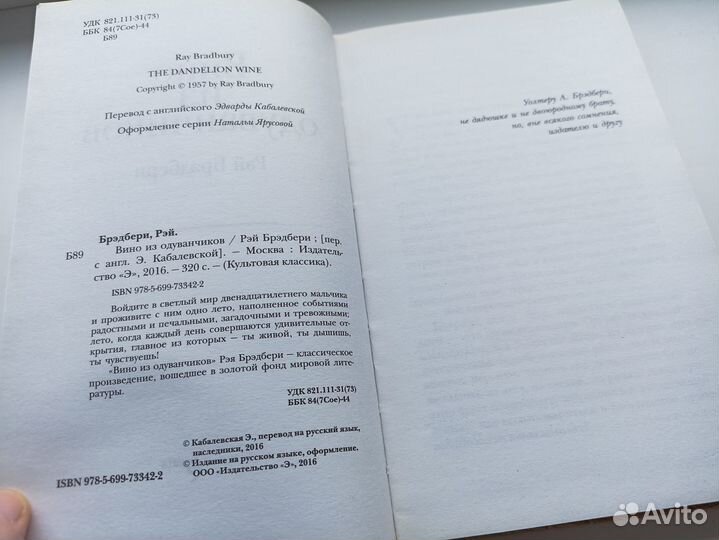 УДК 821.111-31(73)
ББК 84(7Сое)-44
Б89
Ray Bradbury
THE DANDELION WINE
Copyright © 1957 by Ray Bradbury
Перевод с английского Эдварды Кабалевской
Оформление серии Натальи Ярусовой
Брэдбери, Рэй.
Б89 Вино из одуванчиков / Рэй Брэдбери ; [пер.
с англ. Э. Кабалевской]. — Москва : Издатель-
ство «Э», 2016. — 320 с. — (Культовая классика).
ISBN 978-5-699-73342-2
Войдите в светлый мир двенадцатилетнего мальчика
и проживите с ним одно лето, наполненное событиями
радостными и печальными, загадочными и тревожными;
лето, когда каждый день совершаются удивительные от-
крытия, главное из которых — ты живой, ты дышишь,
ты чувствуешь!
«Вино из одуванчиков» Рэя Брэдбери — классическое
произведение, вошедшее в золотой фонд мировой лите-
ратуры.
УДК 821.111-31(73)
ББК 84(7Сое)-44
© Кабалевская Э., перевод на русский язык,
наследники, 2016
© Издание на русском языке, оформление.
ООО «Издательство «Э», 2016
ISBN 978-5-699-73342-2
Уолтеру А. Брэдбери,
не дядюшке и не двоюродному брату,
но, вне всякого сомнения,
издателю и другу
Avito